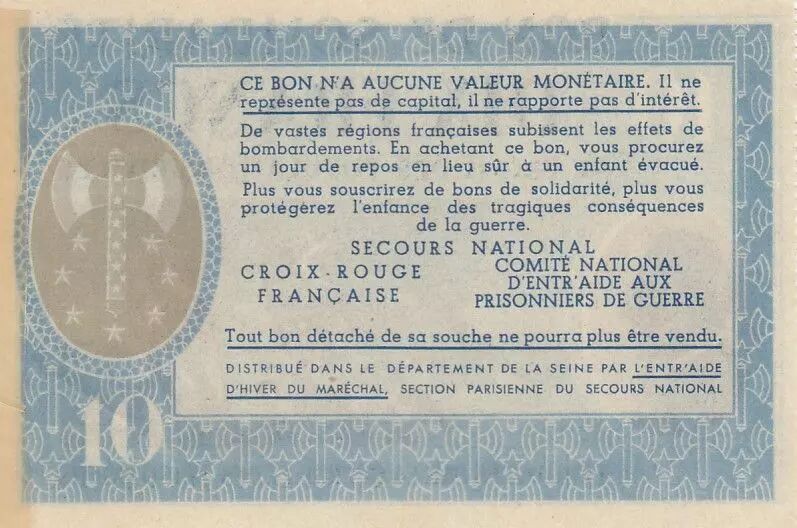 CE BON N'A AUCUNE VALEUR MONÉTAIRE. Il ne
représente pas de capital, il ne rapporte pas d'intérêt.
De vastes régions françaises subissent les effets de
bombardements. En achetant ce bon, vous procurez
un jour de repos en lieu sûr à un enfant évacué.
Plus vous souscrirez de bons de solidarité, plus vous
protégerez l'enfance des tragiques conséquences
de la guerre.
SECOURS NATIONAL
CROIX-ROUGE
FRANÇAISE
COMITÉ NATIONAL
D'ENTR'AIDE AUX
PRISONNIERS DE GUERRE
Tout bon détaché de sa souche ne pourra plus être vendu.
DISTRIBUÉ DANS LE DÉPARTEMENT DE LA SEINE PAR L'ENTR'AIDE
D'HIVER DU MARÉCHAL, SECTION PARISIENNE DU SECOURS NATIONAL
10